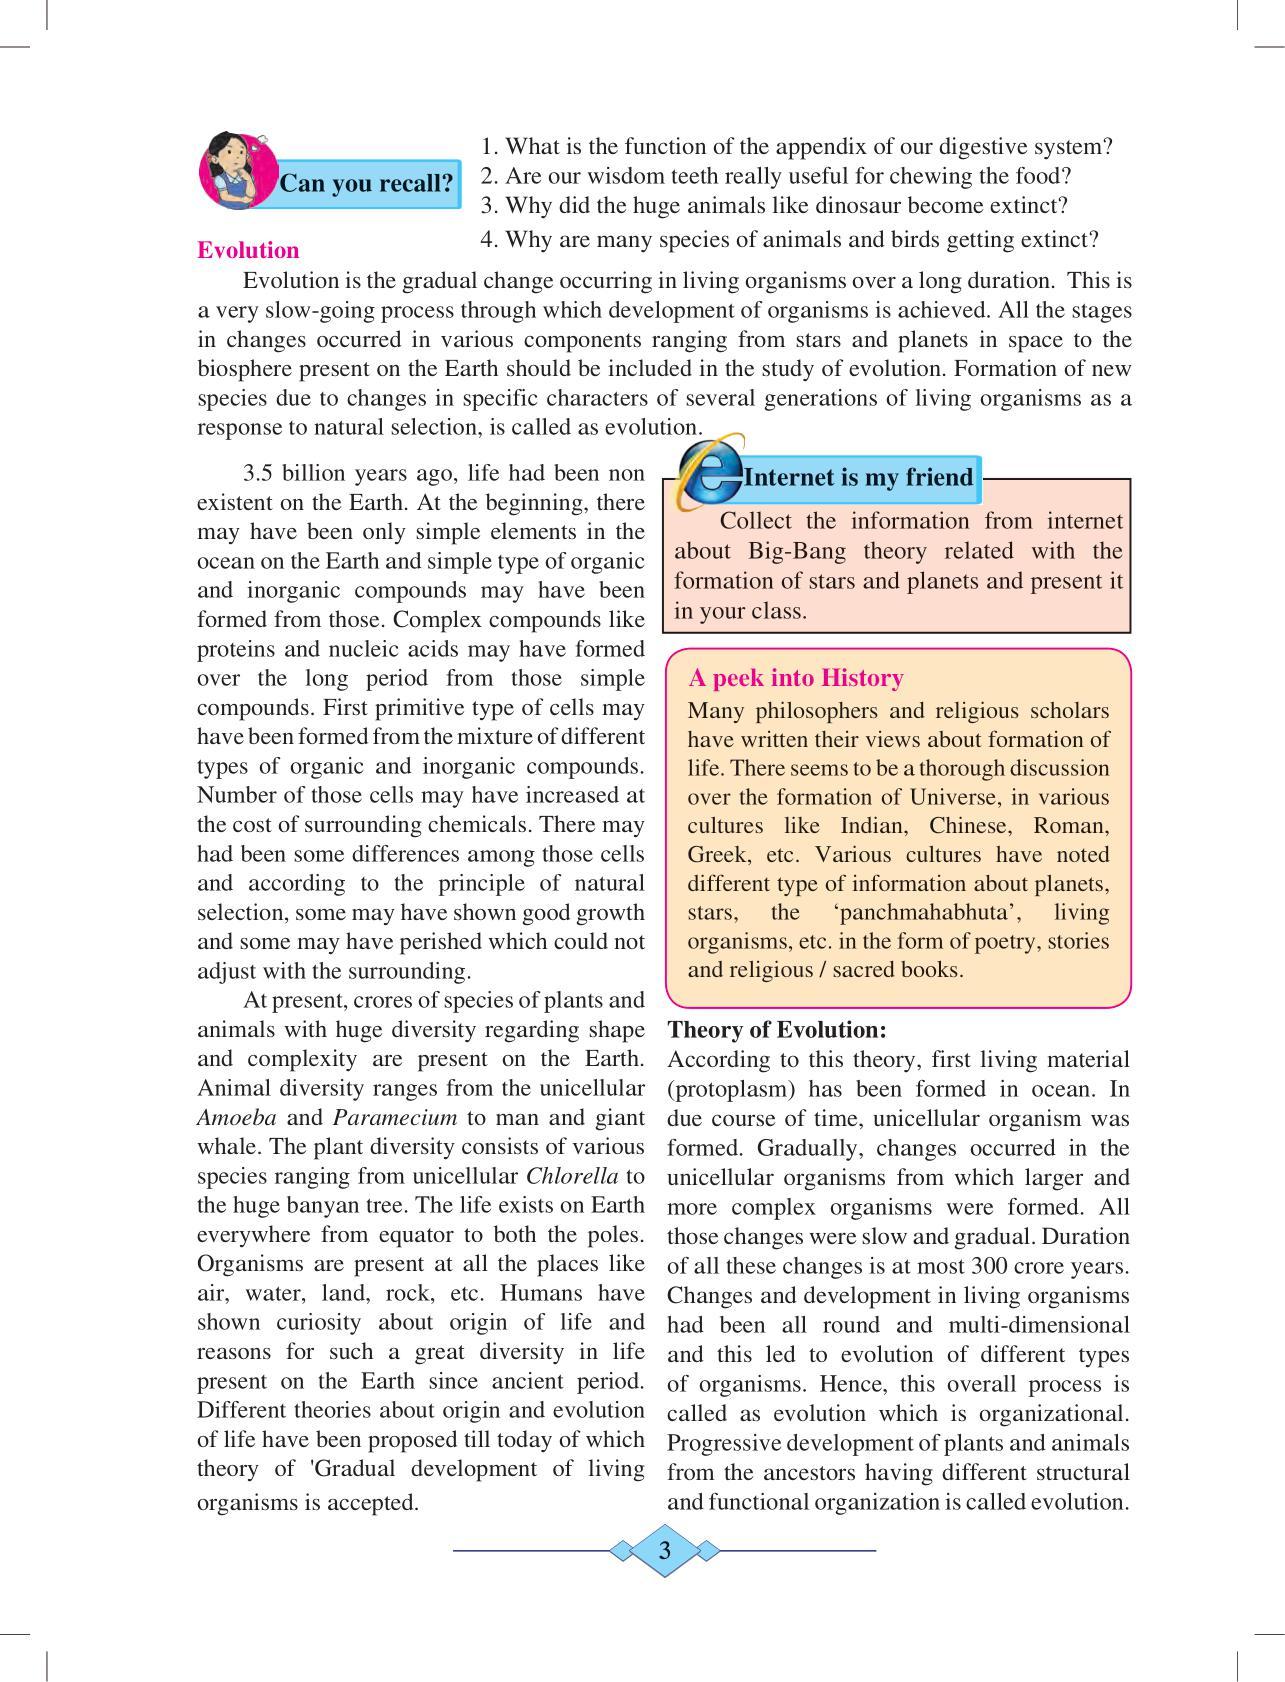 Can you recall?
1. What is the function of the appendix of our digestive system?
2. Are our wisdom teeth really useful for chewing the food?
3. Why did the huge animals like dinosaur become extinct?
4. Why are many species of animals and birds getting extinct?
Evolution
Evolution is the gradual change occurring in living organisms over a long duration. This is
a very slow-going process through which development of organisms is achieved. All the stages
in changes occurred in various components ranging from stars and planets in space to the
biosphere present on the Earth should be included in the study of evolution. Formation of new
species due to changes in specific characters of several generations of living organisms as a
response to natural selection, is called as evolution.
3.5 billion years ago, life had been non
existent on the Earth. At the beginning, there
may have been only simple elements in the
ocean on the Earth and simple type of organic
and inorganic compounds may have been
formed from those. Complex compounds like
proteins and nucleic acids may have formed
over the long period from those simple
compounds. First primitive type of cells may
have been formed from the mixture of different
types of organic and inorganic compounds.
Number of those cells may have increased at
the cost of surrounding chemicals. There may
had been some differences among those cells
and according to the principle of natural
selection, some may have shown good growth
and some may have perished which could not
adjust with the surrounding.
At present, crores of species of plants and
animals with huge diversity regarding shape
and complexity are present on the Earth.
Animal diversity ranges from the unicellular
Amoeba and Paramecium to man and giant
whale. The plant diversity consists of various
species ranging from unicellular Chlorella to
the huge banyan tree. The life exists on Earth
everywhere from equator to both the poles.
Organisms are present at all the places like
air, water, land, rock, etc. Humans have
shown curiosity about origin of life and
reasons for such a great diversity in life
present on the Earth since ancient period.
Different theories about origin and evolution
of life have been proposed till today of which
theory of 'Gradual development of living
organisms is accepted.
Internet is my friend
Collect the information from internet
about Big-Bang theory related with the
formation of stars and planets and present it
in your class.
A peek into History
Many philosophers and religious scholars
have written their views about formation of
life. There seems to be a thorough discussion
over the formation of Universe, in various
cultures like Indian, Chinese, Roman,
Greek, etc. Various cultures have noted
different type of information about planets,
stars, the ‘panchmahabhuta’, living
organisms, etc. in the form of poetry, stories
and religious / sacred books.
Theory of Evolution:
According to this theory, first living material
(protoplasm) has been formed in ocean. In
due course of time, unicellular organism was
formed. Gradually, changes occurred in the
unicellular organisms from which larger and
more complex organisms were formed. All
those changes were slow and gradual. Duration
of all these changes is at most 300 crore years.
Changes and development in living organisms
had been all round and multi-dimensional
and this led to evolution of different types
of organisms. Hence, this overall process is
called as evolution which is organizational.
Progressive development of plants and animals
from the ancestors having different structural
and functional organization is called evolution.
3